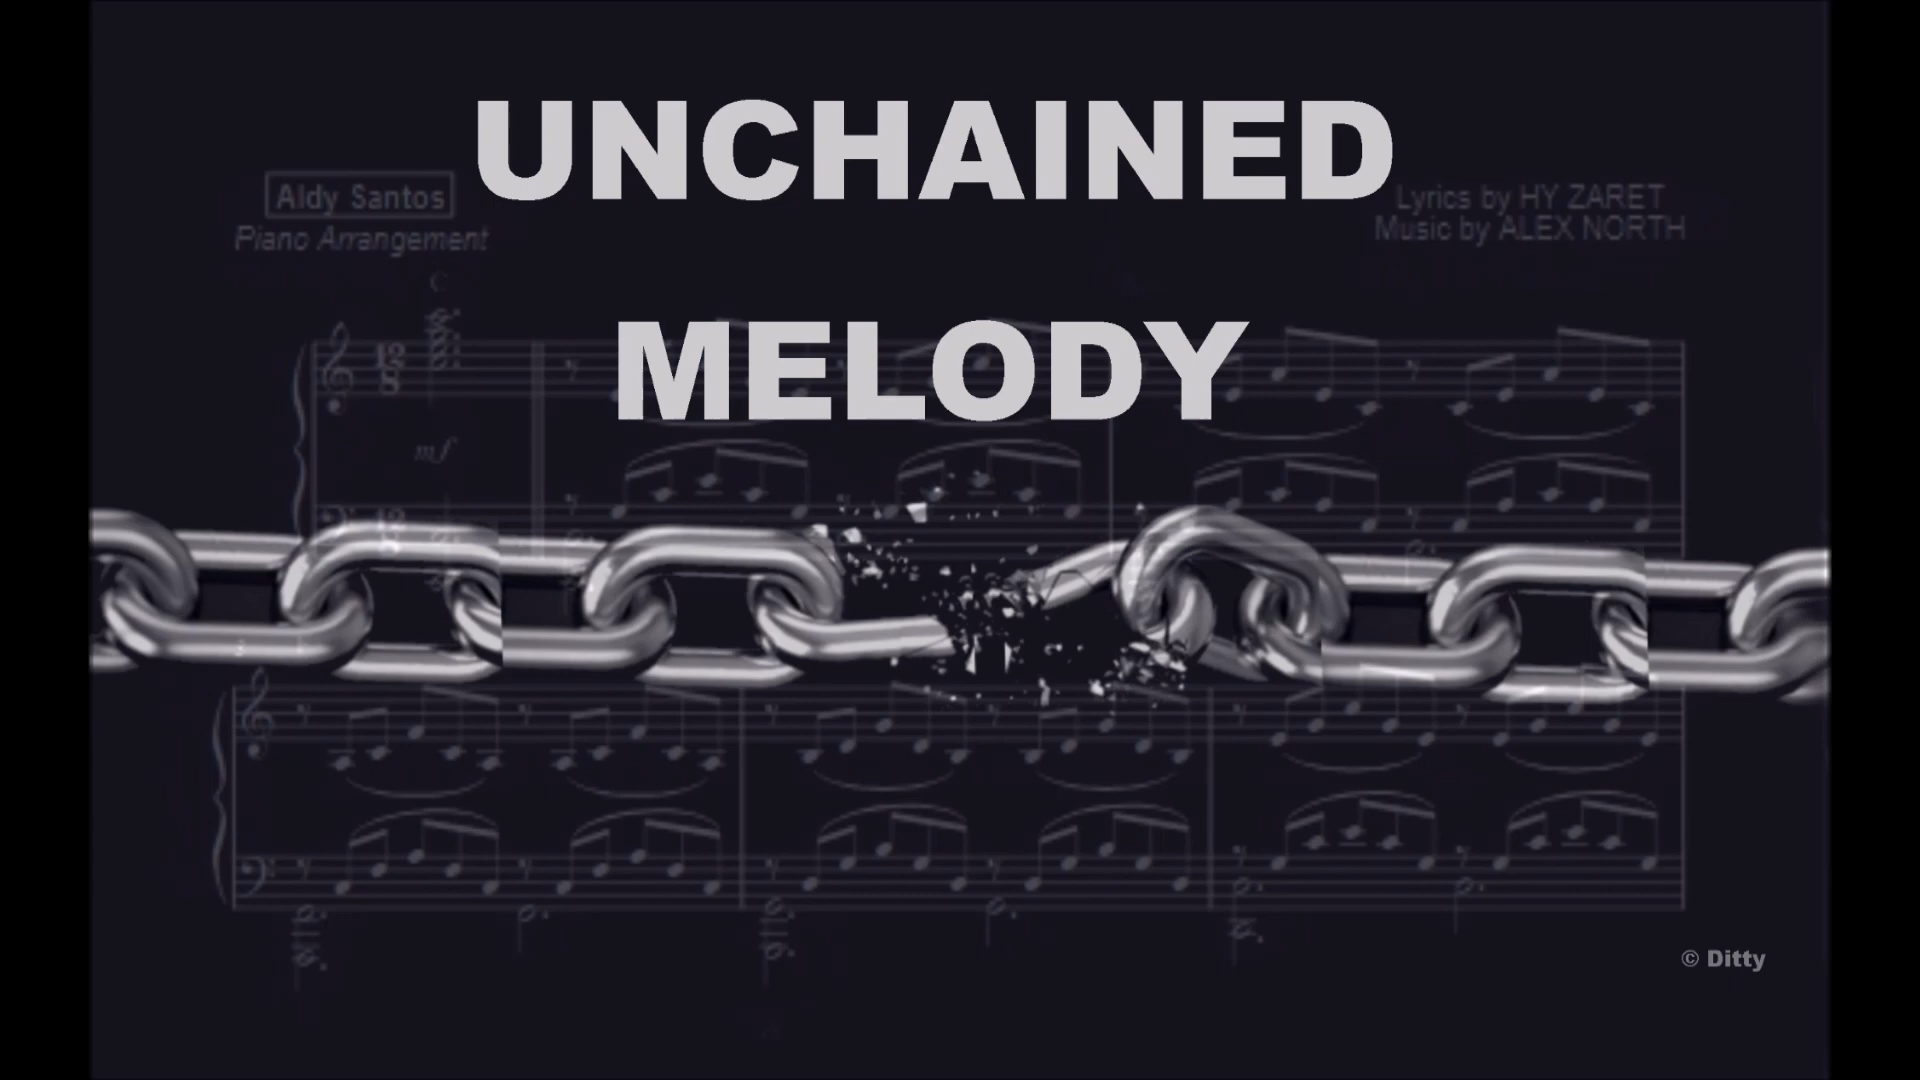 UNCHAINED
Aldy Santos
Piano Arrangement
Lyrics by HY ZARET
Music by ALEX NORTH
MELODY
C
mf
© Ditty